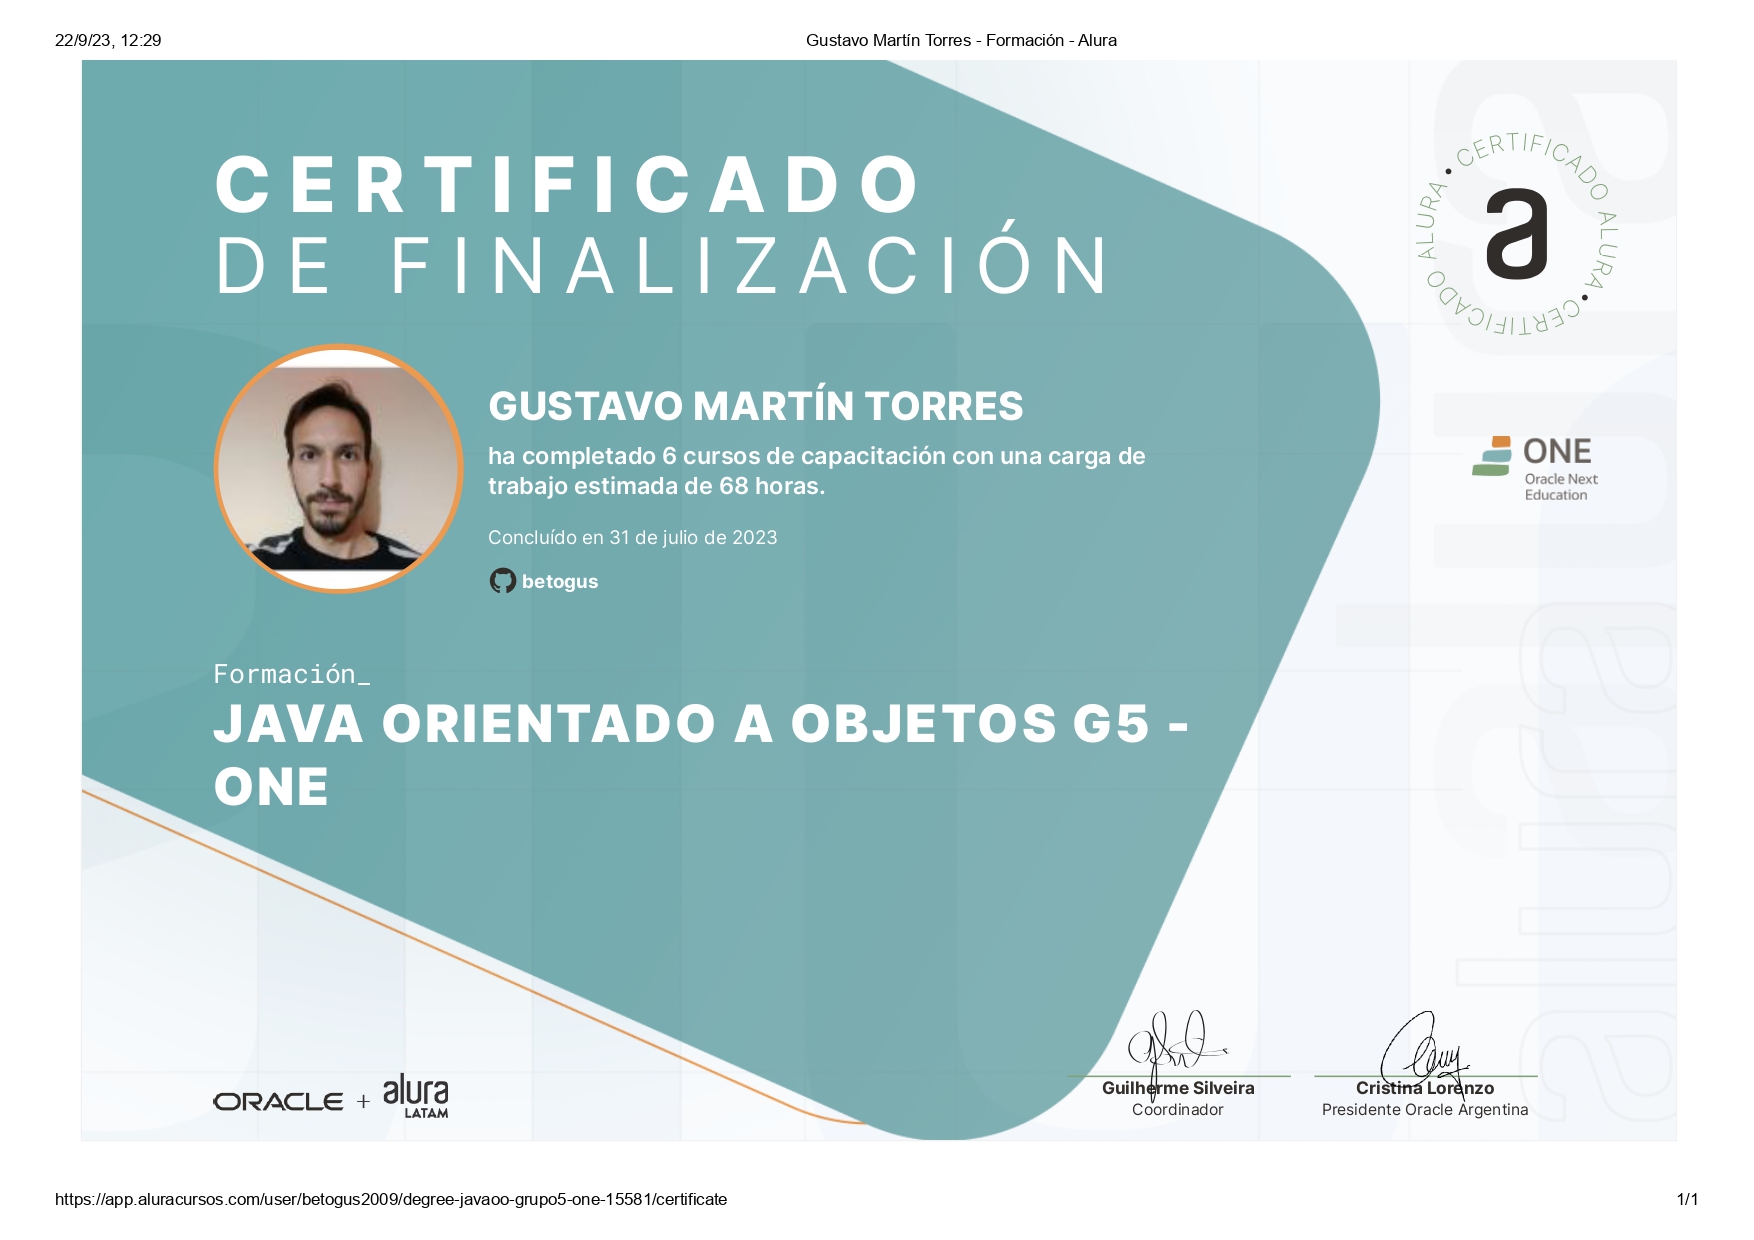 22/9/23, 12:29
Gustavo Martín Torres - Formación - Alura
CERTIFICADO
DE FINALIZACIÓN
CERTIFICADO ALURA • CERTIFICADO ALURA •
a
GUSTAVO MARTÍN TORRES
ha completado 6 cursos de capacitación con una carga de
trabajo estimada de 68 horas.
Concluído en 31 de julio de 2023
betogus
ONE
Oracle Next
Education
Formación_
JAVA ORIENTADO A OBJETOS G5 -
ONE
alura
ORACLE + alura
LATAM
Guilherme Silveira
Coordinador
Cristina Lorenzo
Presidente Oracle Argentina
https://app.aluracursos.com/user/betogus2009/degree-javaoo-grupo5-one-15581/certificate
1/1